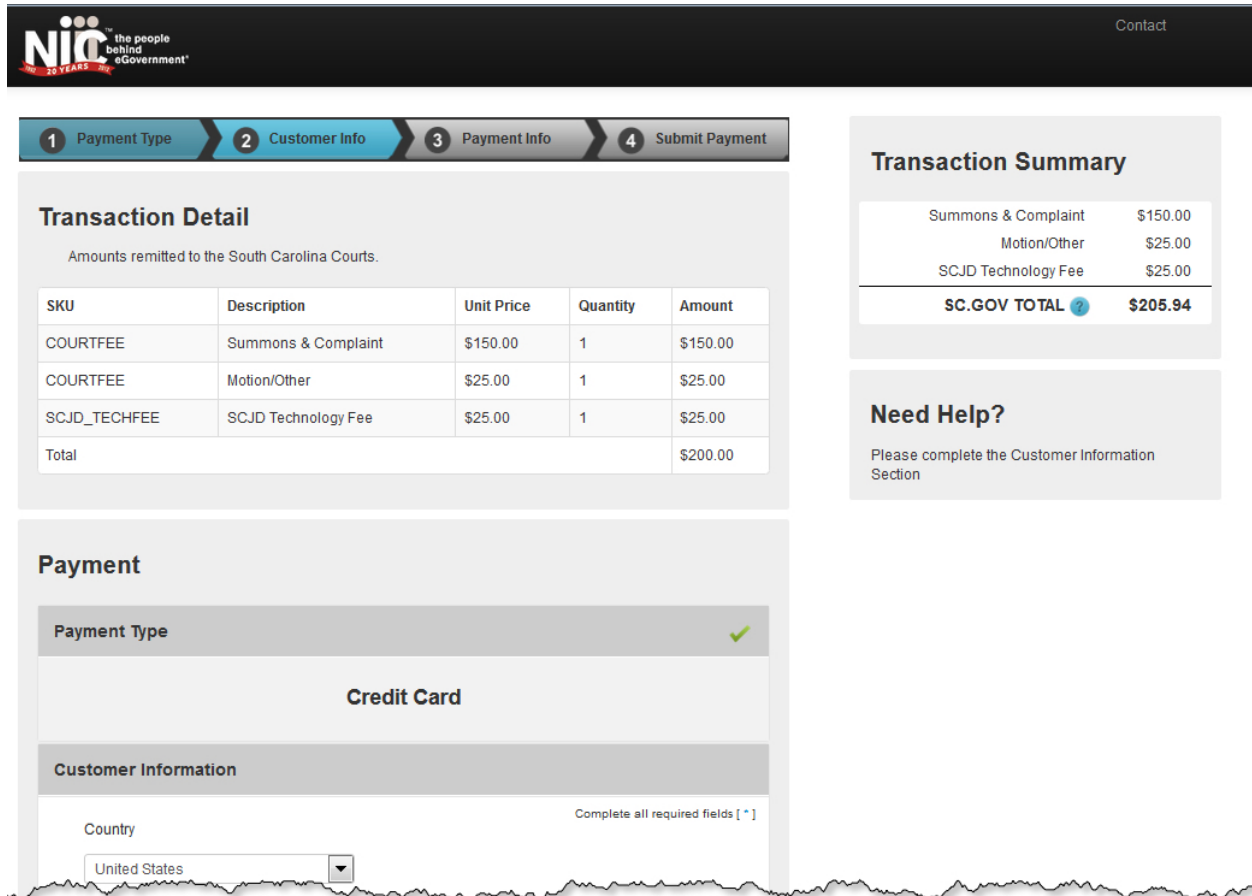 NIC™ the people
behind
eGovernment®
1992 20 YEARS 2012
Contact
1 Payment Type 2 Customer Info 3 Payment Info 4 Submit Payment
Transaction Detail
Amounts remitted to the South Carolina Courts.
SKU Description Unit Price Quantity Amount
COURTFEE Summons & Complaint $150.00 1 $150.00
COURTFEE Motion/Other $25.00 1 $25.00
SCJD_TECHFEE SCJD Technology Fee $25.00 1 $25.00
Total $200.00
Payment
Payment Type
Credit Card
Customer Information
Complete all required fields [ * ]
Country
United States
Transaction Summary
Summons & Complaint $150.00
Motion/Other $25.00
SCJD Technology Fee $25.00
SC.GOV TOTAL ? $205.94
Need Help?
Please complete the Customer Information
Section